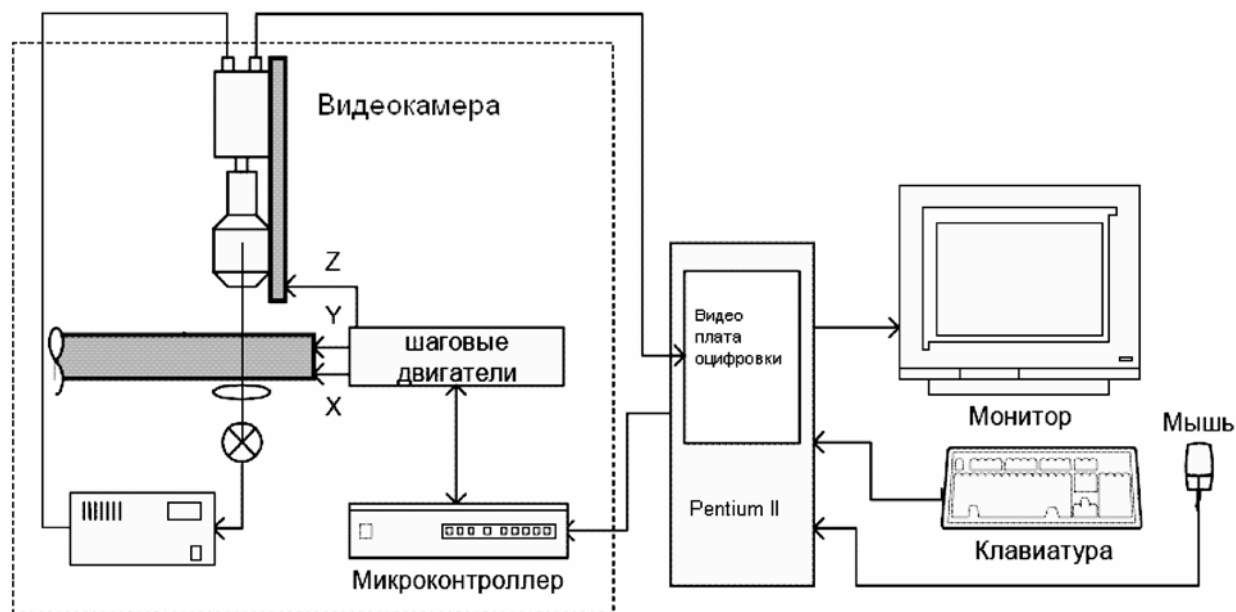 Видеокамера
Z
Y
X
шаговые
двигатели
Микроконтроллер
Видео
плата
оцифровки
Pentium II
Монитор
Мышь
Клавиатура